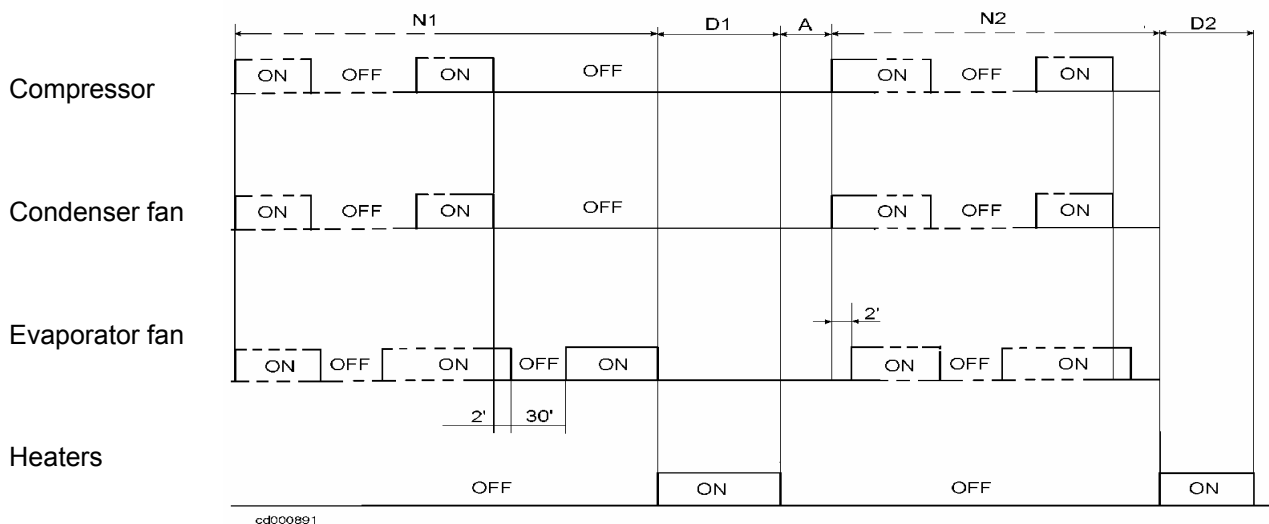 N1 D1 A N2 D2
Compressor ON OFF ON OFF ON OFF ON
Condenser fan ON OFF ON OFF ON OFF ON
2'
Evaporator fan ON OFF ON OFF ON ON OFF ON
2' 30'
Heaters
OFF ON OFF ON
cd000891